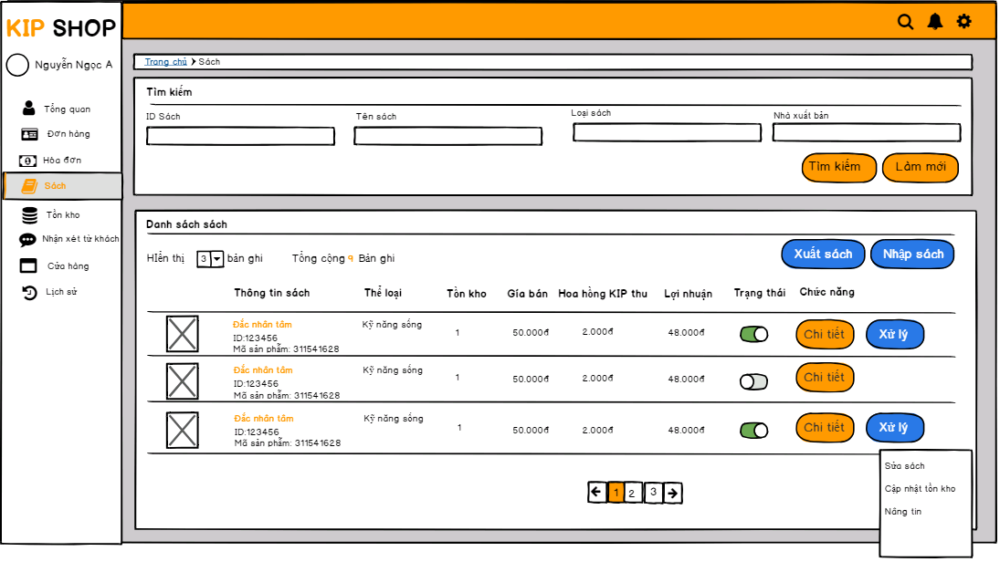 KIP SHOP
Nguyễn Ngọc A
Tổng quan
Đơn hàng
Hóa đơn
Sách
Tồn kho
Nhận xét từ khách
Cửa hàng
Lịch sử
Trang chủ > Sách
Tìm kiếm
ID Sách
Tên sách
Loại sách
Nhà xuất bản
Tìm kiếm
Làm mới
Danh sách sách
Xuất sách
Nhập sách
HIển thị 3 bản ghi Tổng cộng 9 Bản ghi
Thông tin sách Thể loại Tồn kho Gía bán Hoa hồng KIP thu Lợi nhuận Trạng thái Chức năng
Đắc nhân tâm
ID:123456
Mã sản phẩm: 311541628
Kỹ năng sống
1
50.000đ
2.000đ
48.000đ
Chi tiết
Xử lý
Đắc nhân tâm
ID:123456
Mã sản phẩm: 311541628
Kỹ năng sống
1
50.000đ
2.000đ
48.000đ
Chi tiết
Đắc nhân tâm
ID:123456
Mã sản phẩm: 311541628
Kỹ năng sống
1
50.000đ
2.000đ
48.000đ
Chi tiết
Xử lý
Sửa sách
Cập nhật tồn kho
Nâng tin
1 2 3